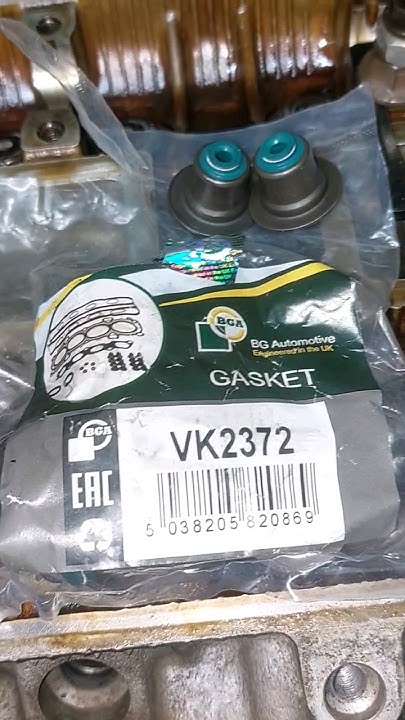 BGA
BG Automotive
Engineered in the UK
GASKET
BGA
VK2372
EAC
5 038205 820869